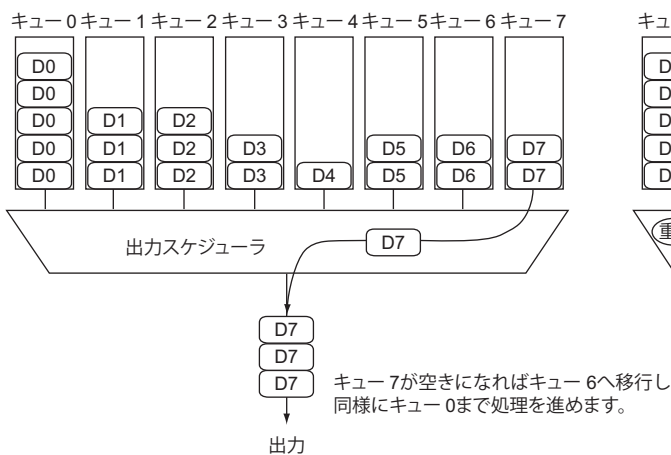 キュー 0 キュー 1 キュー 2 キュー 3 キュー 4 キュー 5 キュー 6 キュー 7
D0
D0
D0 D1 D2
D0 D1 D2 D3 D5 D6 D7
D0 D1 D2 D3 D4 D5 D6 D7
出力スケジューラ
D7
D7
D7
D7
キュー 7が空きになればキュー 6へ移行し
同様にキュー 0まで処理を進めます。
出力